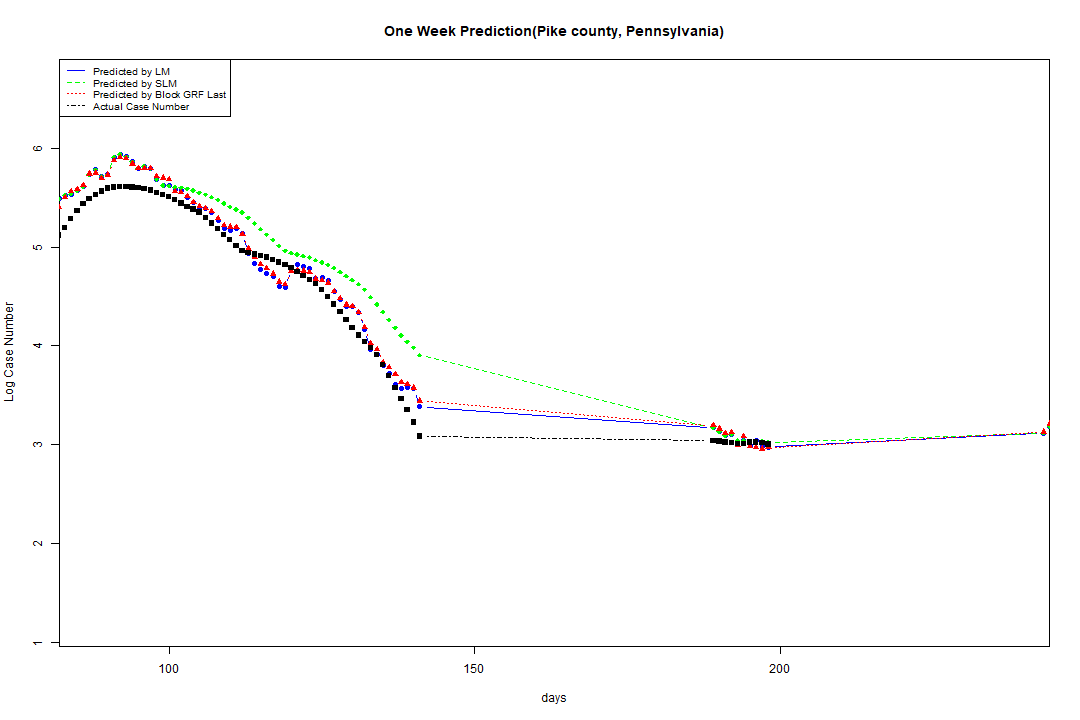 One Week Prediction(Pike county, Pennsylvania)
Predicted by LM
Predicted by SLM
Predicted by Block GRF Last
Actual Case Number
6
5
4
3
2
1
Log Case Number
100
150
200
days